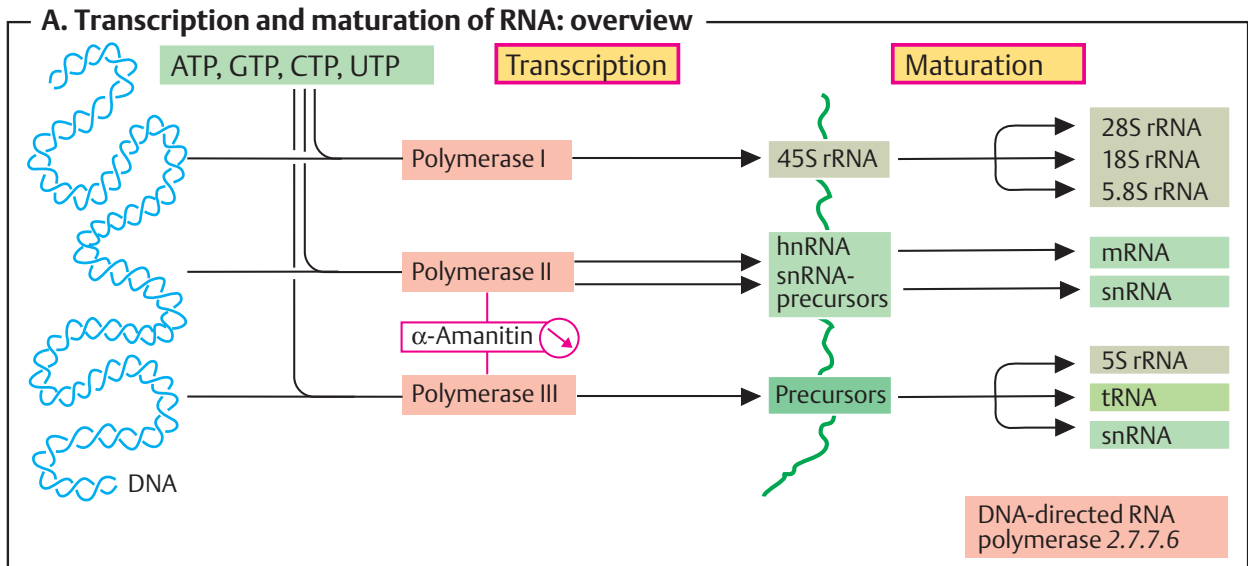 A. Transcription and maturation of RNA: overview
ATP, GTP, CTP, UTP
Transcription
Maturation
Polymerase I
45S rRNA
28S rRNA
18S rRNA
5.8S rRNA
Polymerase II
hnRNA
snRNA-
precursors
mRNA
snRNA
α-Amanitin
Polymerase III
Precursors
5S rRNA
tRNA
snRNA
DNA
DNA-directed RNA
polymerase 2.7.7.6